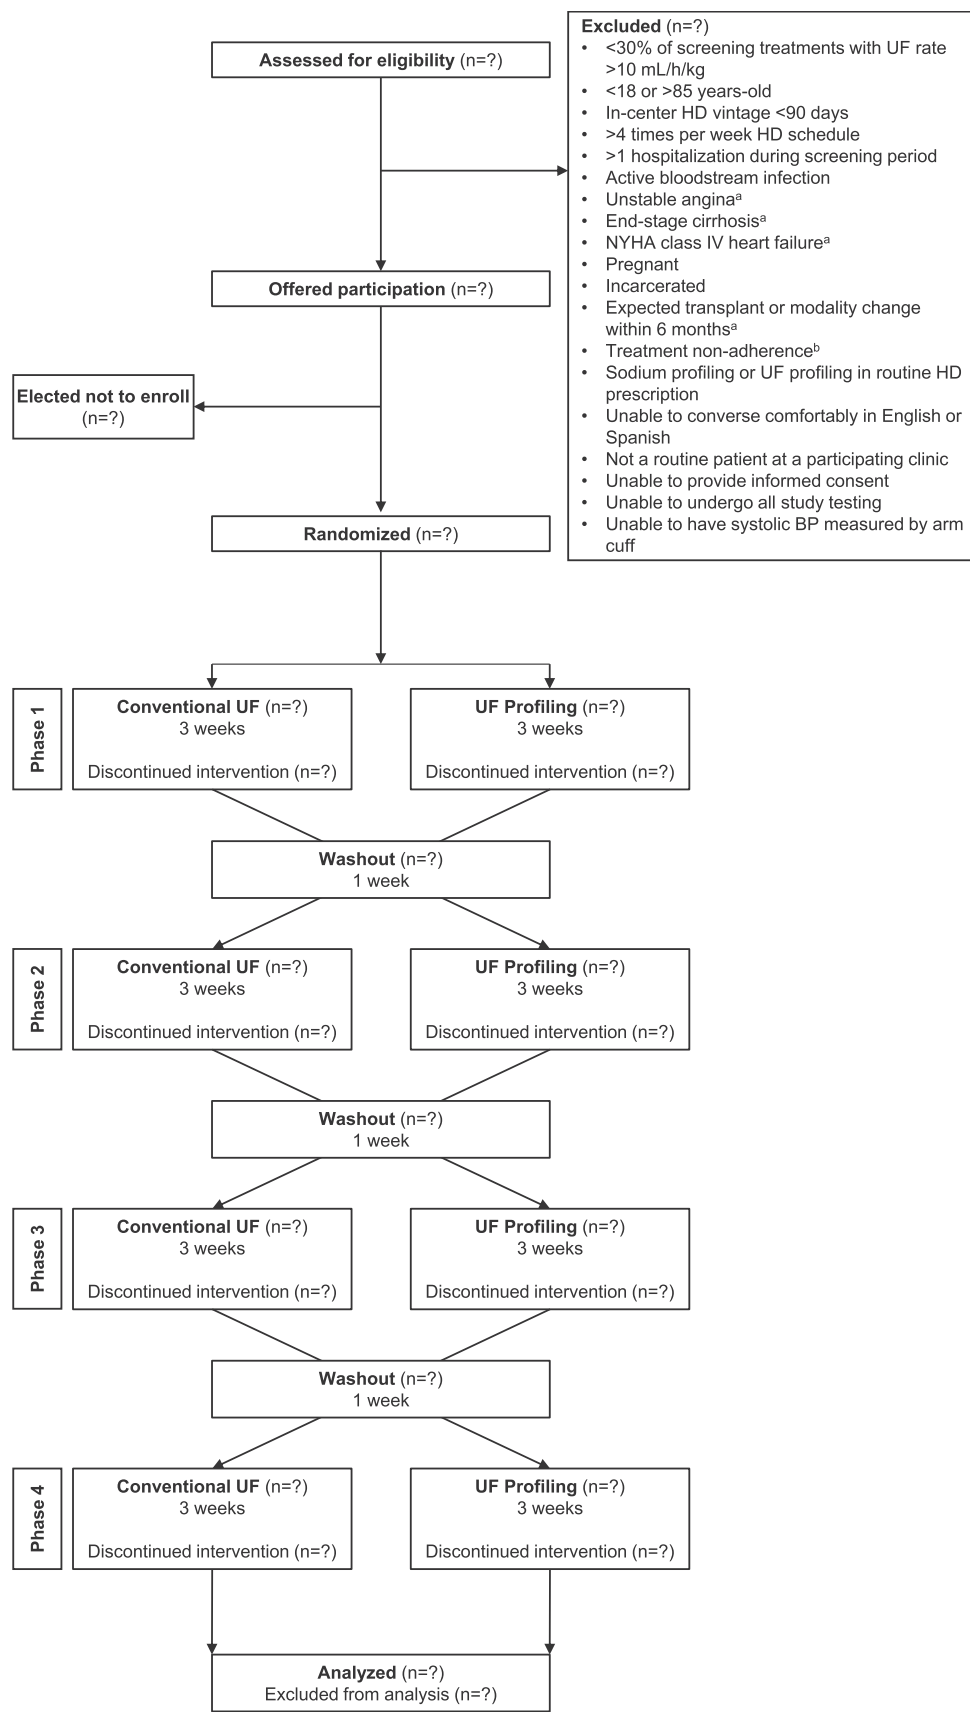 Assessed for eligibility (n=?)
Excluded (n=?)
• <30% of screening treatments with UF rate
>10 mL/h/kg
• <18 or >85 years-old
• In-center HD vintage <90 days
• >4 times per week HD schedule
• >1 hospitalization during screening period
• Active bloodstream infection
• Unstable anginaᵃ
• End-stage cirrhosisᵃ
• NYHA class IV heart failureᵃ
• Pregnant
• Incarcerated
• Expected transplant or modality change
within 6 monthsᵃ
• Treatment non-adherenceᵇ
• Sodium profiling or UF profiling in routine HD
prescription
• Unable to converse comfortably in English or
Spanish
• Not a routine patient at a participating clinic
• Unable to provide informed consent
• Unable to undergo all study testing
• Unable to have systolic BP measured by arm
cuff
Offered participation (n=?)
Elected not to enroll
(n=?)
Randomized (n=?)
Phase 1
Conventional UF (n=?)
3 weeks
Discontinued intervention (n=?)
UF Profiling (n=?)
3 weeks
Discontinued intervention (n=?)
Washout (n=?)
1 week
Phase 2
Conventional UF (n=?)
3 weeks
Discontinued intervention (n=?)
UF Profiling (n=?)
3 weeks
Discontinued intervention (n=?)
Washout (n=?)
1 week
Phase 3
Conventional UF (n=?)
3 weeks
Discontinued intervention (n=?)
UF Profiling (n=?)
3 weeks
Discontinued intervention (n=?)
Washout (n=?)
1 week
Phase 4
Conventional UF (n=?)
3 weeks
Discontinued intervention (n=?)
UF Profiling (n=?)
3 weeks
Discontinued intervention (n=?)
Analyzed (n=?)
Excluded from analysis (n=?)